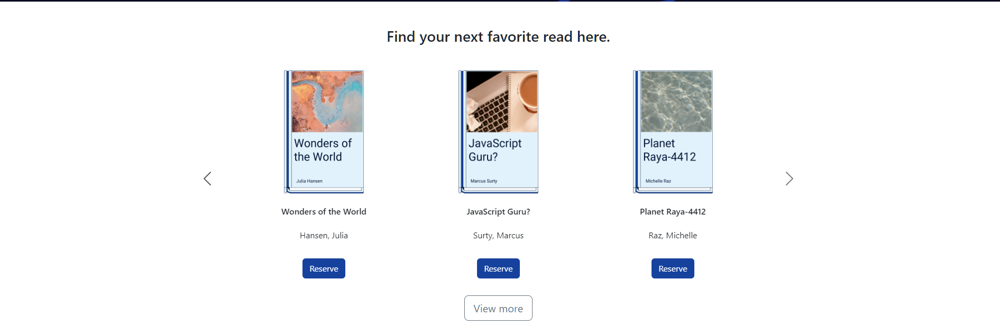 Find your next favorite read here.
Wonders of
the World
Julia Hansen
JavaScript
Guru?
Marcus Surty
Planet
Raya-4412
Michelle Raz
Wonders of the World
JavaScript Guru?
Planet Raya-4412
Hansen, Julia
Surty, Marcus
Raz, Michelle
Reserve
Reserve
Reserve
View more